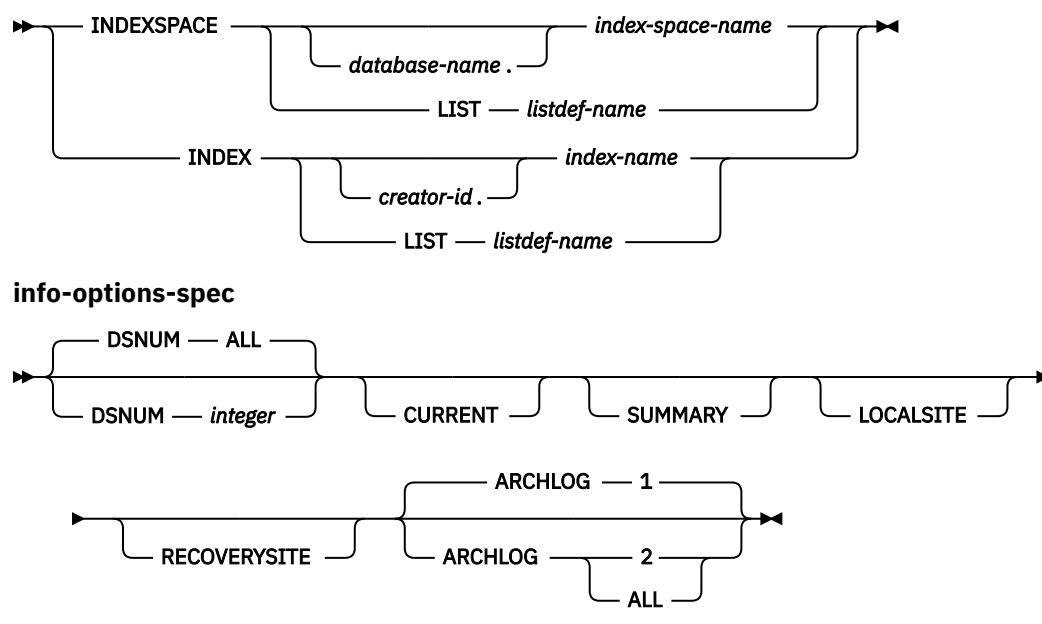 INDEXSPACE index-space-name
database-name .
LIST listdef-name
INDEX index-name
creator-id .
LIST listdef-name
info-options-spec
DSNUM ALL
DSNUM integer CURRENT SUMMARY LOCALSITE
ARCHLOG 1
RECOVERYSITE ARCHLOG 2
ALL